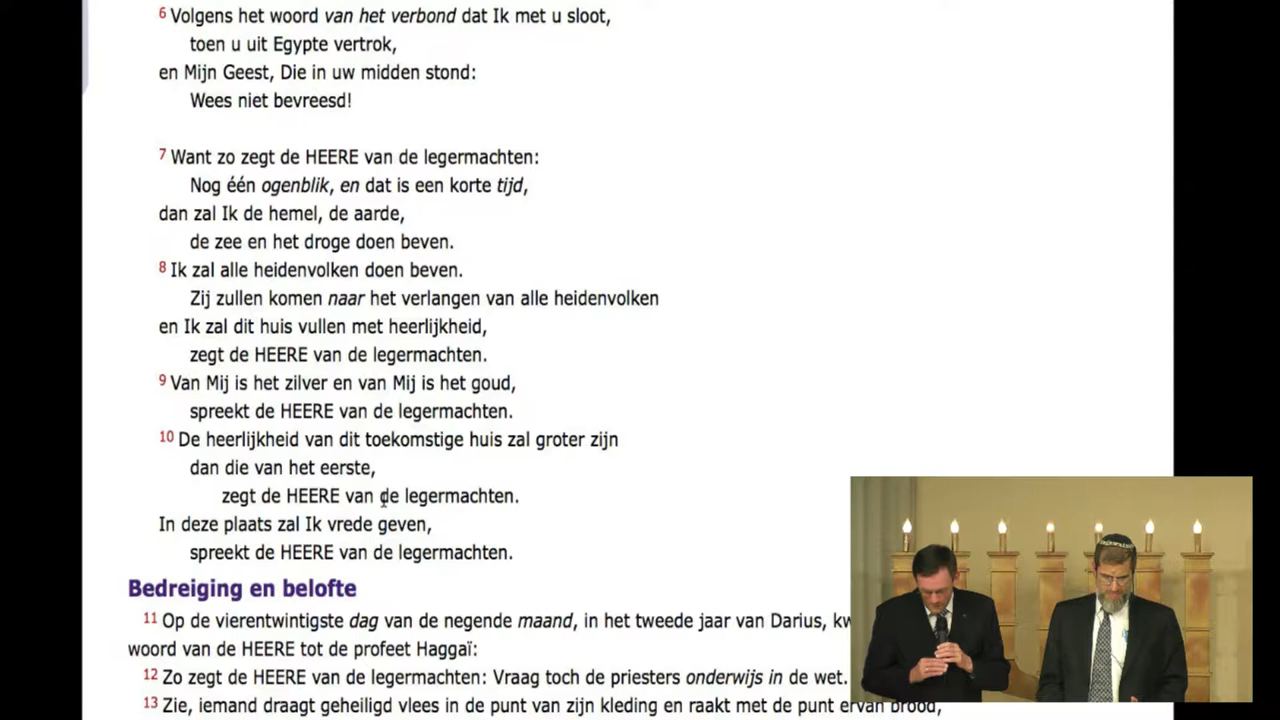 6 Volgens het woord van het verbond dat Ik met u sloot,
toen u uit Egypte vertrok,
en Mijn Geest, Die in uw midden stond:
Wees niet bevreesd!
7 Want zo zegt de HEERE van de legermachten:
Nog één ogenblik, en dat is een korte tijd,
dan zal Ik de hemel, de aarde,
de zee en het droge doen beven.
8 Ik zal alle heidenvolken doen beven.
Zij zullen komen naar het verlangen van alle heidenvolken
en Ik zal dit huis vullen met heerlijkheid,
zegt de HEERE van de legermachten.
9 Van Mij is het zilver en van Mij is het goud,
spreekt de HEERE van de legermachten.
10 De heerlijkheid van dit toekomstige huis zal groter zijn
dan die van het eerste,
zegt de HEERE van de legermachten.
In deze plaats zal Ik vrede geven,
spreekt de HEERE van de legermachten.
Bedreiging en belofte
11 Op de vierentwintigste dag van de negende maand, in het tweede jaar van Darius, kw
woord van de HEERE tot de profeet Haggaï:
12 Zo zegt de HEERE van de legermachten: Vraag toch de priesters onderwijs in de wet.
13 Zie, iemand draagt geheiligd vlees in de punt van zijn kleding en raakt met de punt ervan brood,